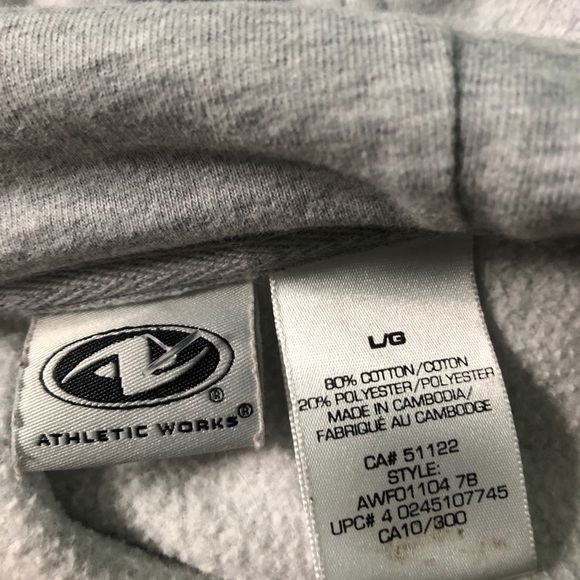 ATHLETIC WORKS®
®
L/G
80% COTTON/COTON
20% POLYESTER/POLYESTER
MADE IN CAMBODIA/
FABRIQUÉ AU CAMBODGE
CA# 51122
STYLE:
AWF01104 7B
UPC# 4 0245107745
CA10/300